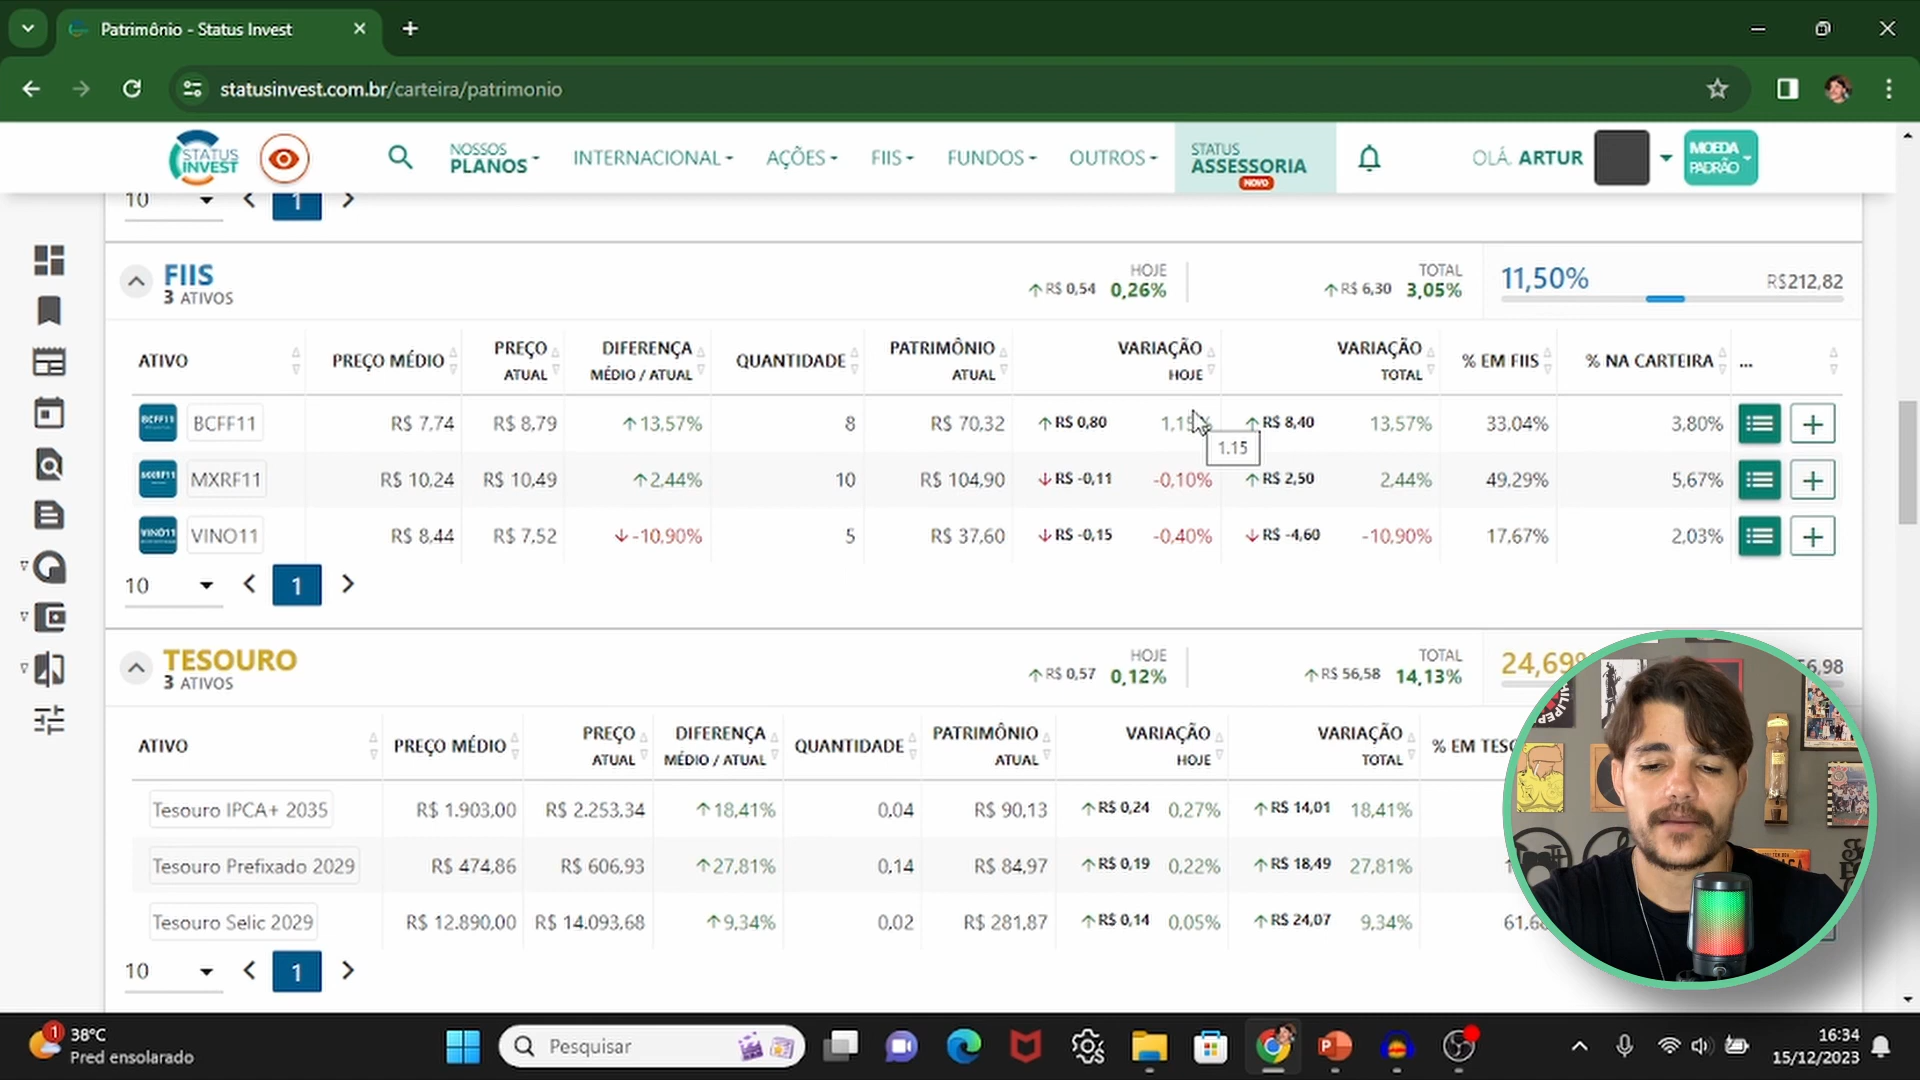 Patrimônio - Status Invest
statusinvest.com.br/carteira/patrimonio
STATUS
INVEST
NOSSOS
PLANOS
INTERNACIONAL
AÇÕES
FIIS
FUNDOS
OUTROS
STATUS
ASSESSORIA
NOVO
OLÁ, ARTUR
MOEDA
PADRÃO
10
1
FIIS
3 ATIVOS
HOJE
R$ 0,54 0,26%
TOTAL
R$ 6,30 3,05%
11,50%
R$212,82
ATIVO PREÇO MÉDIO PREÇO ATUAL DIFERENÇA MÉDIO / ATUAL QUANTIDADE PATRIMÔNIO ATUAL VARIAÇÃO HOJE VARIAÇÃO TOTAL % EM FIIS % NA CARTEIRA ...
BCFF11 BCFF11 R$ 7,74 R$ 8,79 13,57% 8 R$ 70,32 R$ 0,80 1,15% R$ 8,40 13,57% 33.04% 3,80%
1.15
MXRF11 MXRF11 R$ 10,24 R$ 10,49 2,44% 10 R$ 104,90 R$ -0,11 -0,10% R$ 2,50 2,44% 49,29% 5,67%
VINO11 VINO11 R$ 8,44 R$ 7,52 -10,90% 5 R$ 37,60 R$ -0,15 -0,40% R$ -4,60 -10,90% 17,67% 2,03%
10 1
TESOURO
3 ATIVOS
HOJE
R$ 0,57 0,12%
TOTAL
R$ 56,58 14,13%
24,69%
6,98
ATIVO PREÇO MÉDIO PREÇO ATUAL DIFERENÇA MÉDIO / ATUAL QUANTIDADE PATRIMÔNIO ATUAL VARIAÇÃO HOJE VARIAÇÃO TOTAL % EM TES
Tesouro IPCA+ 2035 R$ 1.903,00 R$ 2.253,34 18,41% 0,04 R$ 90,13 R$ 0,24 0,27% R$ 14,01 18,41%
Tesouro Prefixado 2029 R$ 474,86 R$ 606,93 27,81% 0,14 R$ 84,97 R$ 0,19 0,22% R$ 18,49 27,81%
Tesouro Selic 2029 R$ 12.890,00 R$ 14.093,68 9,34% 0,02 R$ 281,87 R$ 0,14 0,05% R$ 24,07 9,34%
10 1
1
38°C
Pred ensolarado
Pesquisar
16:34
15/12/2023